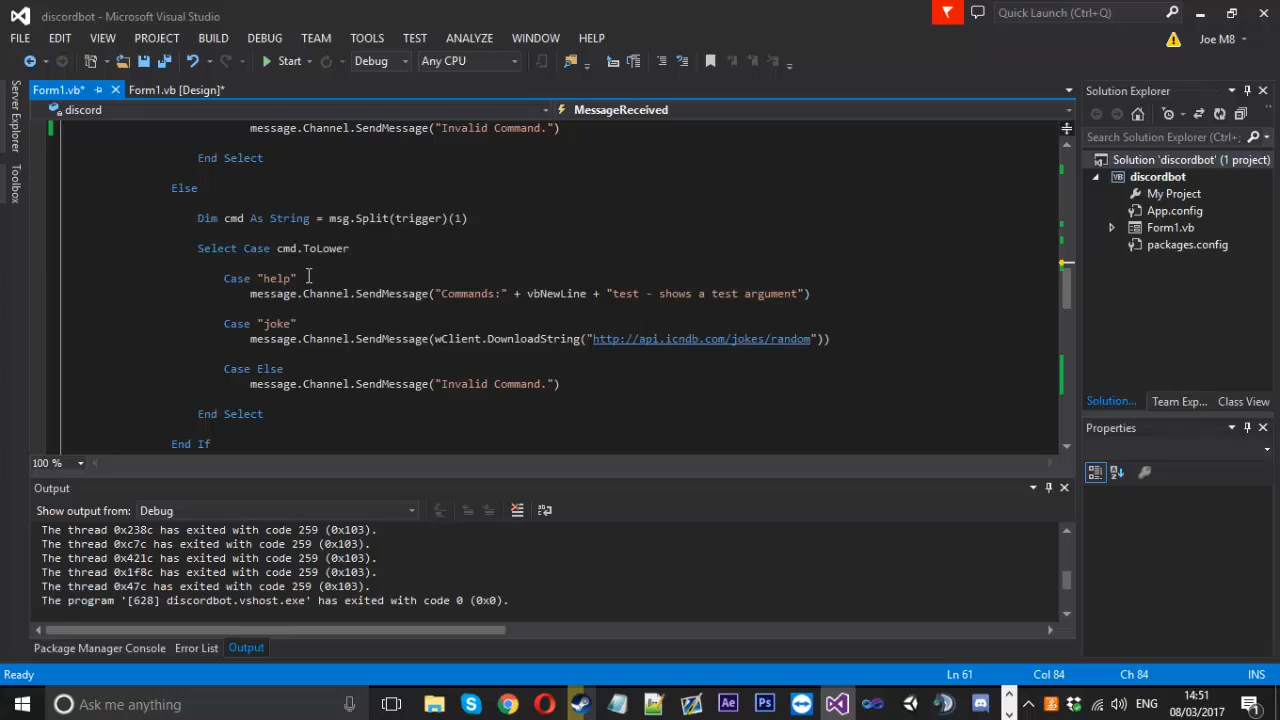 discordbot - Microsoft Visual Studio
Quick Launch (Ctrl+Q)
FILE EDIT VIEW PROJECT BUILD DEBUG TEAM TOOLS TEST ANALYZE WINDOW HELP
Joe M8
Start Debug Any CPU
Form1.vb* Form1.vb [Design]*
discord MessageReceived
Server Explorer
Toolbox
message.Channel.SendMessage("Invalid Command.")
End Select
Else
Dim cmd As String = msg.Split(trigger)(1)
Select Case cmd.ToLower
Case "help"
message.Channel.SendMessage("Commands:" + vbNewLine + "test - shows a test argument")
Case "joke"
message.Channel.SendMessage(wClient.DownloadString("http://api.icndb.com/jokes/random"))
Case Else
message.Channel.SendMessage("Invalid Command.")
End Select
End If
100 %
Solution Explorer
Search Solution Explorer (Ctrl+;
Solution 'discordbot' (1 project)
discordbot
My Project
App.config
Form1.vb
packages.config
Solution... Team Exp... Class View
Properties
Output
Show output from: Debug
The thread 0x238c has exited with code 259 (0x103).
The thread 0xc7c has exited with code 259 (0x103).
The thread 0x421c has exited with code 259 (0x103).
The thread 0x1f8c has exited with code 259 (0x103).
The thread 0x47c has exited with code 259 (0x103).
The program '[628] discordbot.vshost.exe' has exited with code 0 (0x0).
Package Manager Console Error List Output
Ready Ln 61 Col 84 Ch 84 INS
Ask me anything
Ae Ps
ENG
14:51
08/03/2017